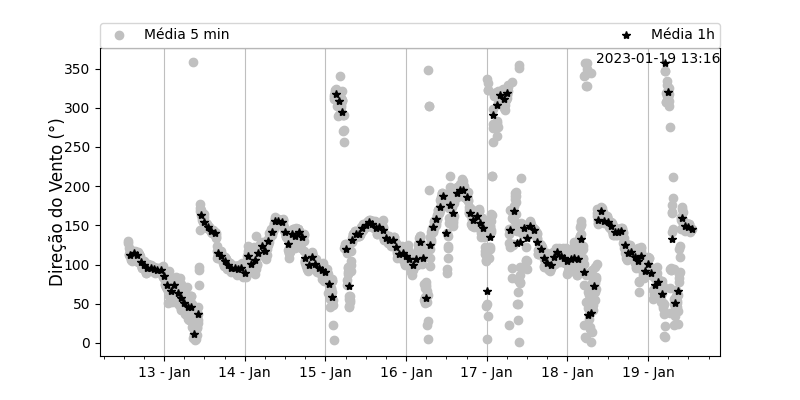 Média 5 min
Média 1h
2023-01-19 13:16
Direção do Vento (°)
350
300
250
200
150
100
50
0
13 - Jan
14 - Jan
15 - Jan
16 - Jan
17 - Jan
18 - Jan
19 - Jan